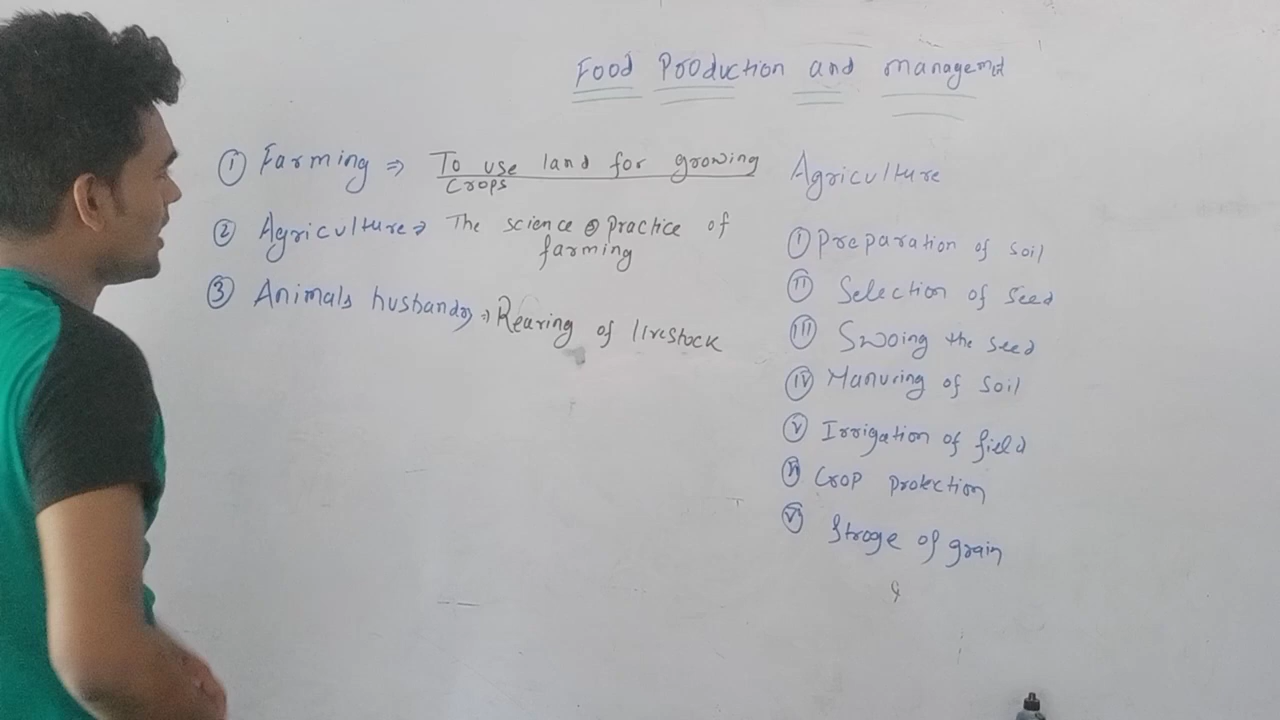 Food Production and managemnt
① Farming ⇒ To use land for growing
crops
② Agriculture ⇒ The science & Practice of
farming
③ Animals husbandry ⇒ Rearing of livestock
Agriculture
Ⓘ Preparation of soil
Ⓘⓘ Selection of seed
(III) Swoing the seed
(IV) Manuring of soil
(V) Irrigation of field
(VI) Crop protection
Stroge of grain